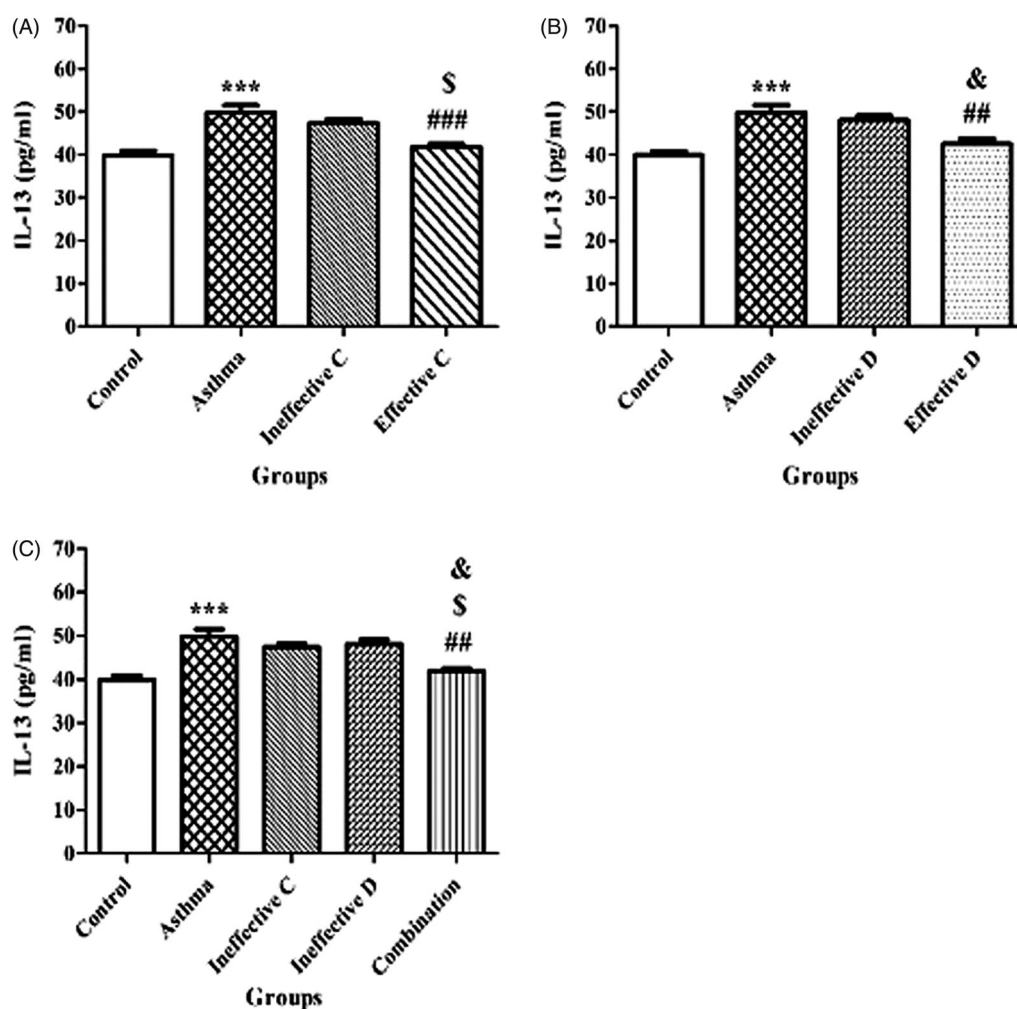 (A)
IL-13 (pg/ml)
70
60
50
40
30
20
10
0
***
$
###
Control
Asthma
Ineffective C
Effective C
Groups
(B)
IL-13 (pg/ml)
70
60
50
40
30
20
10
0
***
&
##
Control
Asthma
Ineffective D
Effective D
Groups
(C)
IL-13 (pg/ml)
70
60
50
40
30
20
10
0
***
&
$
##
Control
Asthma
Ineffective C
Ineffective D
Combination
Groups